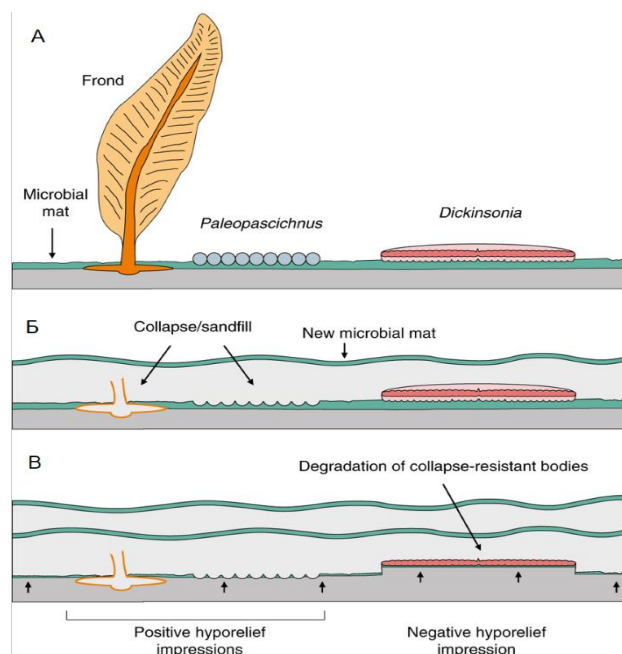 А
Frond
Microbial
mat
Paleopascichnus
Dickinsonia
Б
Collapse/sandfill
New microbial mat
В
Degradation of collapse-resistant bodies
Positive hyporelief
impressions
Negative hyporelief
impression